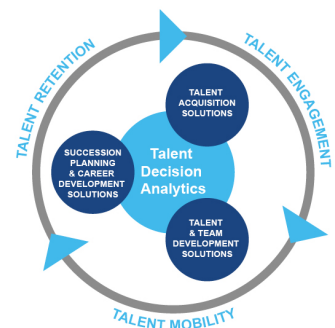 TALENT RETENTION
TALENT ENGAGEMENT
TALENT
ACQUISITION
SOLUTIONS
SUCCESSION
PLANNING
& CAREER
DEVELOPMENT
SOLUTIONS
Talent
Decision
Analytics
TALENT
& TEAM
DEVELOPMENT
SOLUTIONS
TALENT MOBILITY